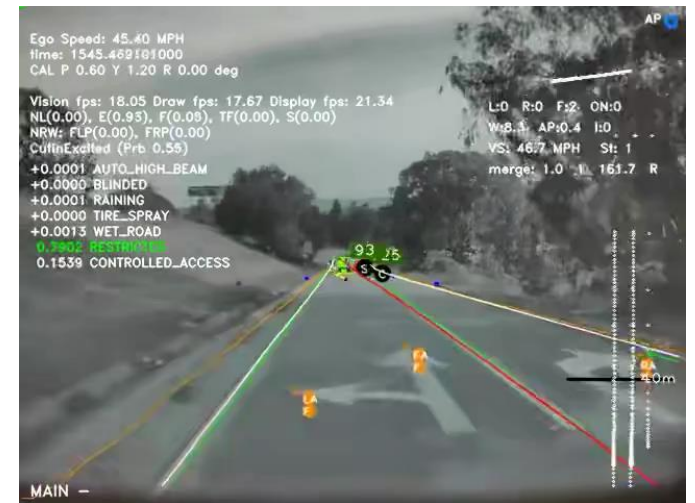 AP
Ego Speed: 45.40 MPH
time: 1545.469101000
CAL P 0.60 Y 1.20 R 0.00 deg
Vision fps: 18.05 Draw fps: 17.67 Display fps: 21.34
NL(0.00), E(0.93), F(0.05), TF(0.00), S(0.00)
NRW: FLP(0.00), FRP(0.00)
CutInExcited (Prb 0.55)
L:0 R:0 F:2 ON:0
W:8.3 AP:0.4 I:0
VS: 46.7 MPH St: 1
merge: 1.0 1 161.7 R
+0.0001 AUTO_HIGH_BEAM
+0.0000 BLINDED
+0.0001 RAINING
+0.0000 TIRE_SPRAY
+0.0013 WET_ROAD
0.7902 RESTRICTED
0.1539 CONTROLLED_ACCESS
93 25
S C
40m
MAIN -